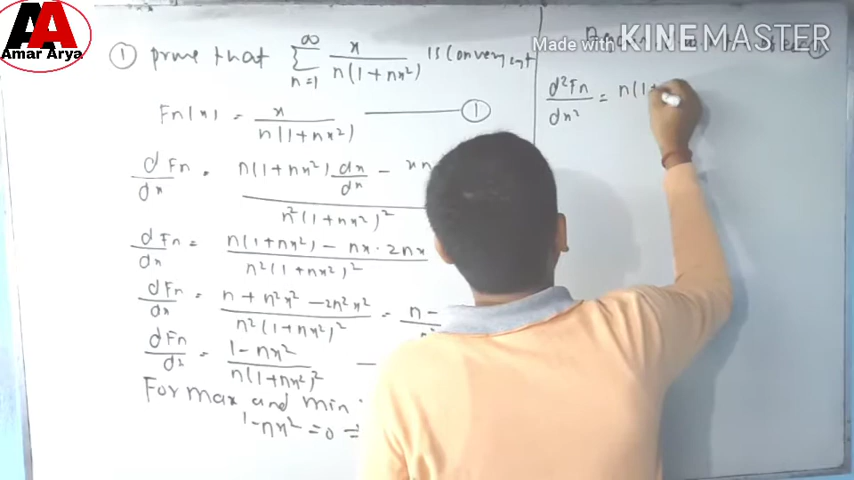 AA
Amar Arya
Made with KINEMASTER
① prove that ∞ ∑ n=1 x / n(1+nx²) is convergent
Fn(x) = x / n(1+nx²) —— ①
d/dx Fn = n(1+nx²) dx/dx - xn / n²(1+nx²)²
d/dx Fn = n(1+nx²) - nx · 2nx / n²(1+nx²)²
dFn/dx = n + n²x² - 2n²x² / n²(1+nx²)² = n -
dFn/dx = 1 - nx² / n(1+nx²)² —
For max and min
1-nx² = 0 ⇒
d²Fn/dx² = n(1+